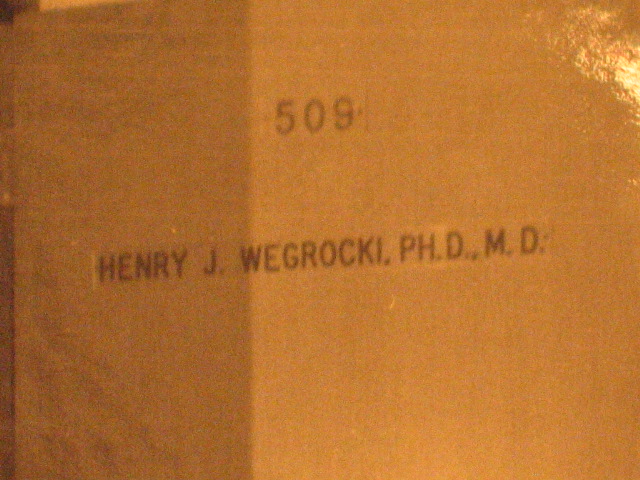 509
HENRY J. WEGROCKI, PH.D., M.D.